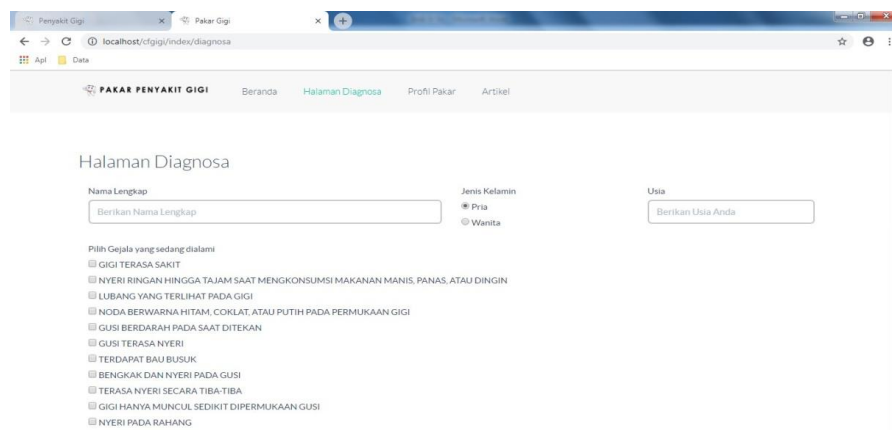 Penyakit Gigi
Pakar Gigi
localhost/cfgigi/index/diagnosa
Apl Data
PAKAR PENYAKIT GIGI Beranda Halaman Diagnosa Profil Pakar Artikel
Halaman Diagnosa
Nama Lengkap Jenis Kelamin Usia
Berikan Nama Lengkap Pria Berikan Usia Anda
Wanita
Pilih Gejala yang sedang dialami
GIGI TERASA SAKIT
NYERI RINGAN HINGGA TAJAM SAAT MENGKONSUMSI MAKANAN MANIS, PANAS, ATAU DINGIN
LUBANG YANG TERLIHAT PADA GIGI
NODA BERWARNA HITAM, COKLAT, ATAU PUTIH PADA PERMUKAAN GIGI
GUSI BERDARAH PADA SAAT DITEKAN
GUSI TERASA NYERI
TERDAPAT BAU BUSUK
BENGKAK DAN NYERI PADA GUSI
TERASA NYERI SECARA TIBA-TIBA
GIGI HANYA MUNCUL SEDIKIT DIPERMUKAAN GUSI
NYERI PADA RAHANG